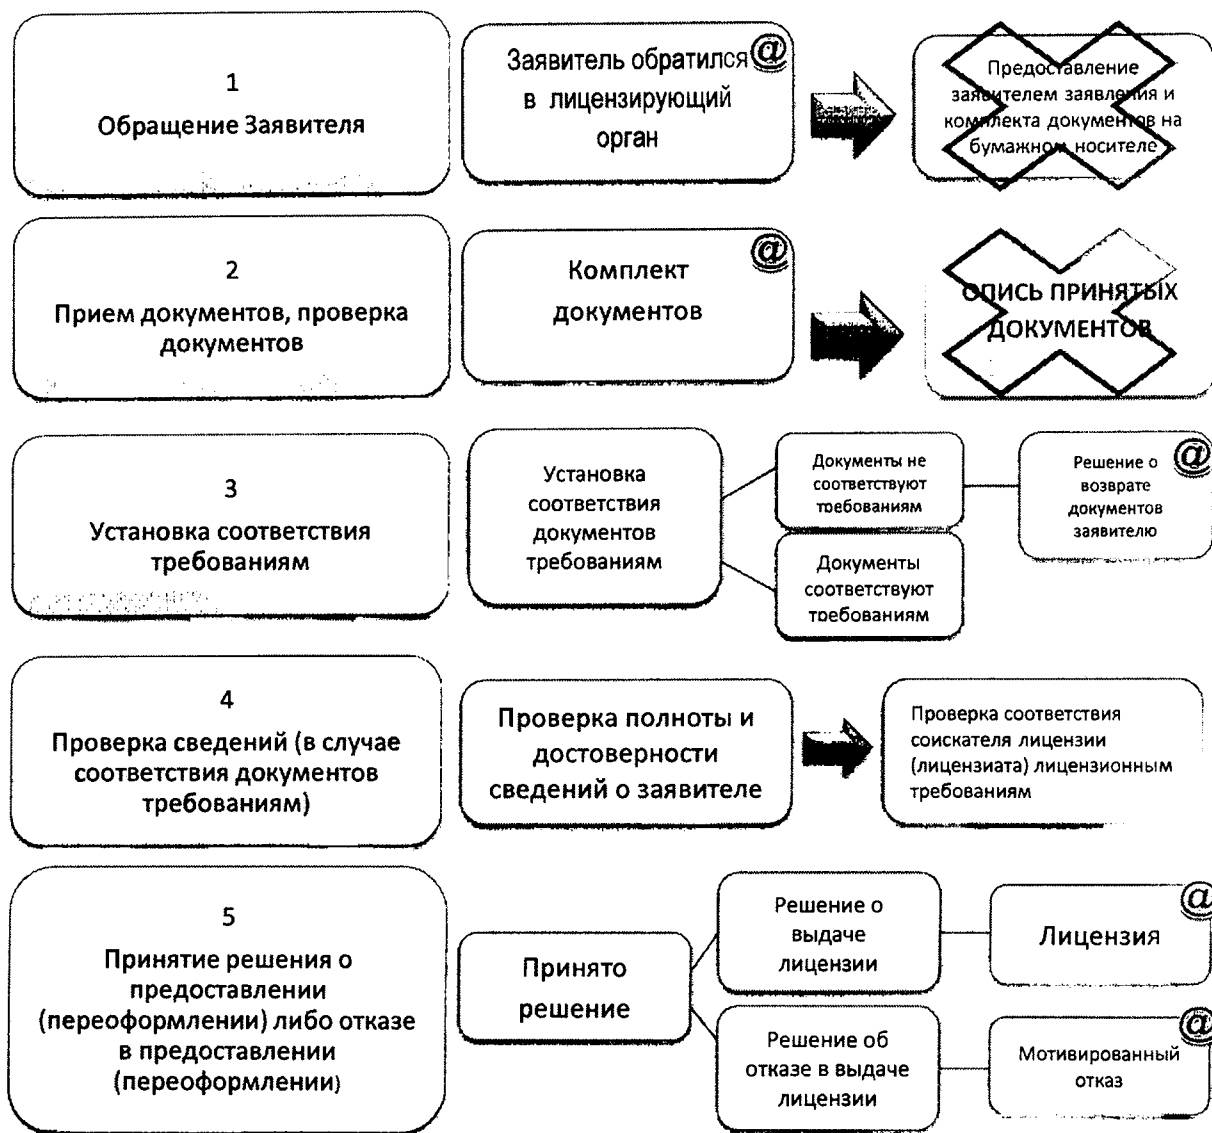 1
Обращение Заявителя
Заявитель обратился
в лицензирующий
орган
@
Предоставление
заявителем заявления и
комплекта документов на
бумажном носителе
2
Прием документов, проверка
документов
Комплект
документов
@
ОПИСЬ ПРИНЯТЫХ
ДОКУМЕНТОВ
3
Установка соответствия
требованиям
Установка
соответствия
документов
требованиям
Документы не
соответствуют
требованиям
Решение о
возврате
документов
заявителю
@
Документы
соответствуют
требованиям
4
Проверка сведений (в случае
соответствия документов
требованиям)
Проверка полноты и
достоверности
сведений о заявителе
Проверка соответствия
соискателя лицензии
(лицензиата) лицензионным
требованиям
5
Принятие решения о
предоставлении
(переоформлении) либо отказе
в предоставлении
(переоформлении)
Принято
решение
Решение о
выдаче
лицензии
Лицензия
@
Решение об
отказе в выдаче
лицензии
Мотивированный
отказ
@